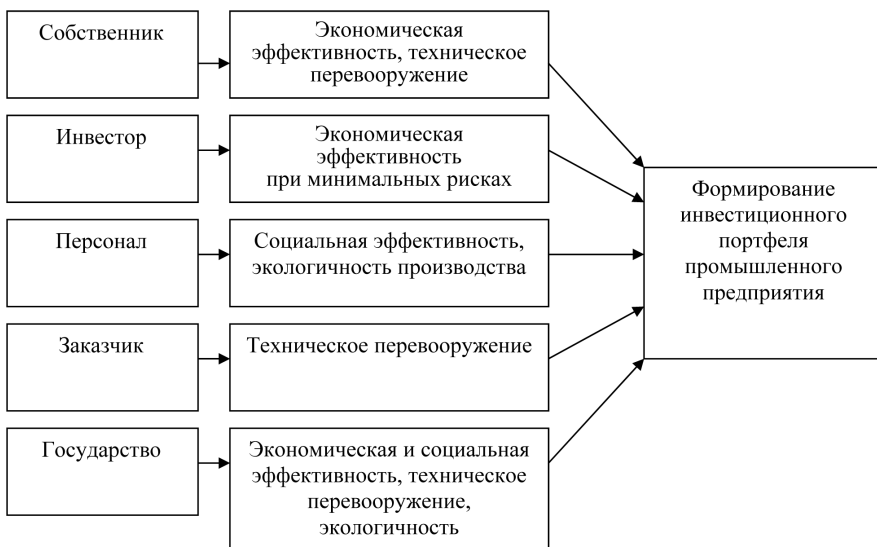 Собственник
Экономическая
эффективность, техническое
перевооружение
Инвестор
Экономическая
эффективность
при минимальных рисках
Персонал
Социальная эффективность,
экологичность производства
Заказчик
Техническое перевооружение
Государство
Экономическая и социальная
эффективность, техническое
перевооружение,
экологичность
Формирование
инвестиционного
портфеля
промышленного
предприятия